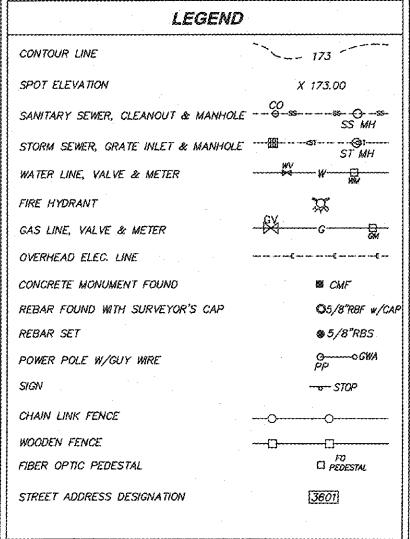 LEGEND
CONTOUR LINE 173
SPOT ELEVATION X 173.00
SANITARY SEWER, CLEANOUT & MANHOLE CO SS SS SS SS MH
STORM SEWER, GRATE INLET & MANHOLE ST ST ST MH
WATER LINE, VALVE & METER WV W WM
FIRE HYDRANT
GAS LINE, VALVE & METER GV G GM
OVERHEAD ELEC. LINE E E E
CONCRETE MONUMENT FOUND CMF
REBAR FOUND WITH SURVEYOR'S CAP 5/8"RBF w/CAP
REBAR SET 5/8"RBS
POWER POLE W/GUY WIRE PP GWA
SIGN STOP
CHAIN LINK FENCE
WOODEN FENCE
FIBER OPTIC PEDESTAL FO PEDESTAL
STREET ADDRESS DESIGNATION 3601